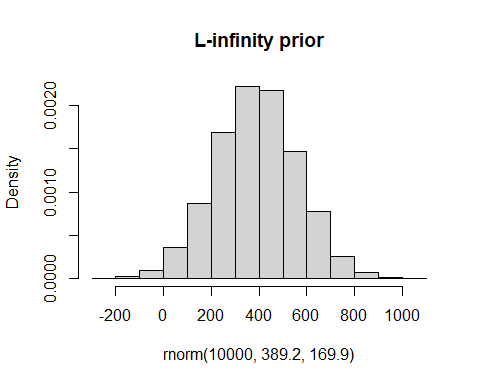 L-infinity prior
Density
0.0020
0.0010
0.0000
-200 0 200 400 600 800 1000
rnorm(10000, 389.2, 169.9)